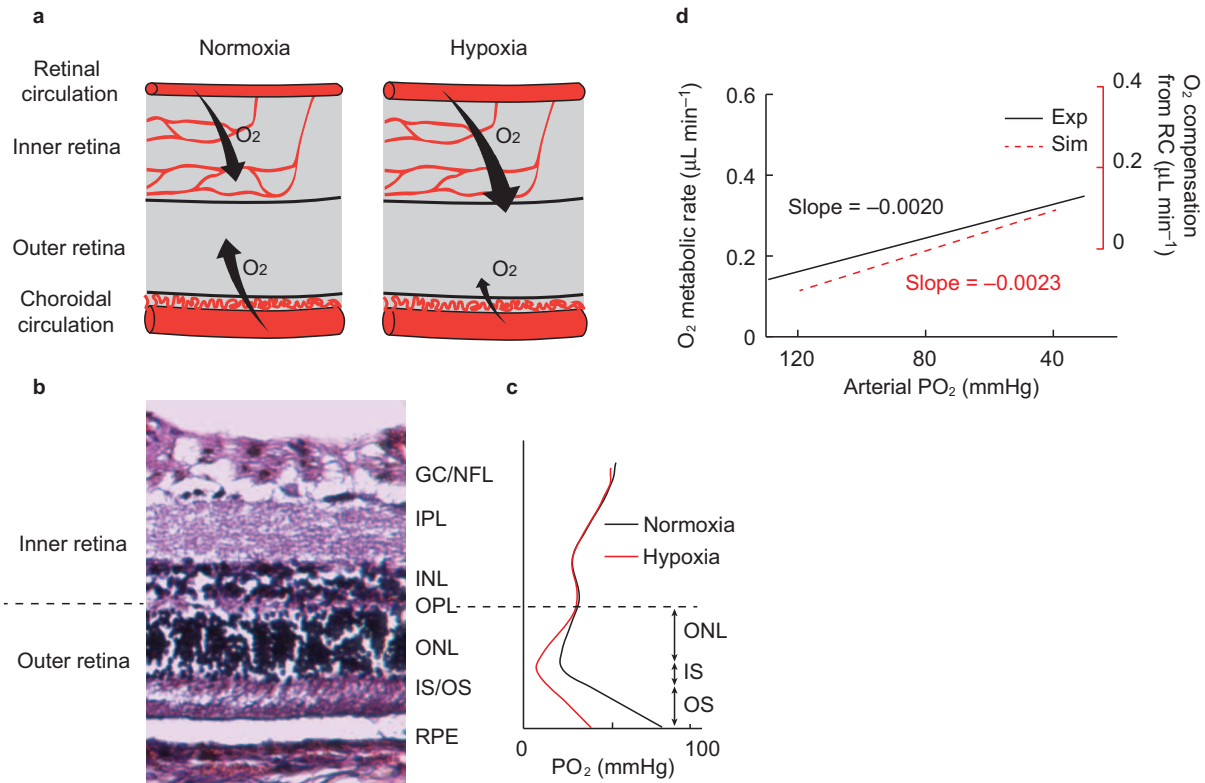 a
Normoxia
Hypoxia
Retinal
circulation
Inner retina
Outer retina
Choroidal
circulation
O₂
O₂
O₂
O₂
d
O₂ metabolic rate (µL min⁻¹)
0.6
0.4
0.2
0
120
80
40
Arterial PO₂ (mmHg)
Exp
Sim
Slope = –0.0020
Slope = –0.0023
0.4
0.2
0
O₂ compensation
from RC (µL min⁻¹)
b
Inner retina
Outer retina
GC/NFL
IPL
INL
OPL
ONL
IS/OS
RPE
c
Normoxia
Hypoxia
ONL
IS
OS
0
100
PO₂ (mmHg)